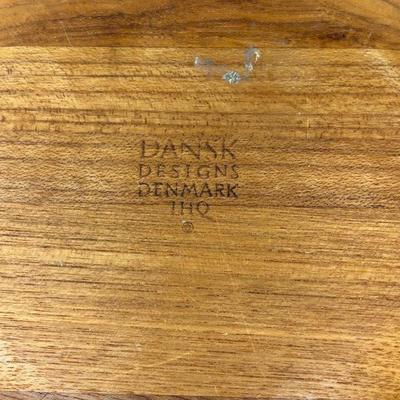 DANSK
DESIGNS
DENMARK
IHQ
©